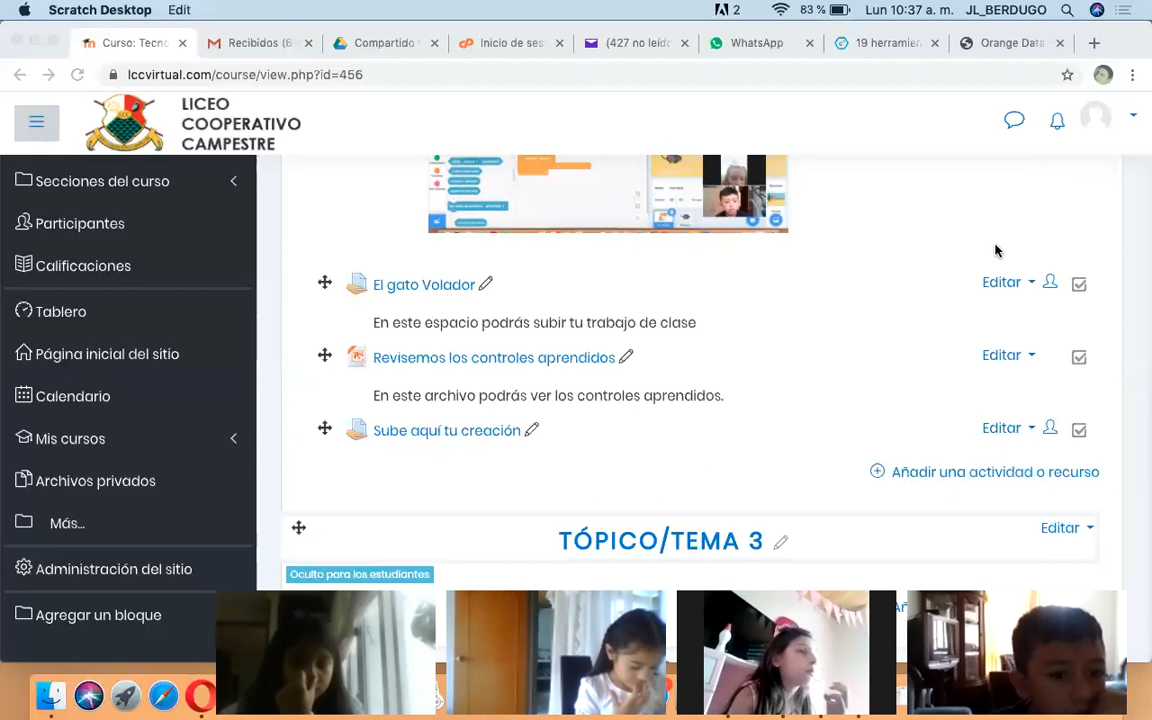 Scratch Desktop Edit 2 83 % Lun 10:37 a. m. JL_BERDUGO
Curso: Tecno Recibidos (6 Compartido Inicio de ses (427 no leído WhatsApp 19 herramie Orange Data
lccvirtual.com/course/view.php?id=456
LICEO
COOPERATIVO
CAMPESTRE
Secciones del curso
Participantes
Calificaciones
Tablero
Página inicial del sitio
Calendario
Mis cursos
Archivos privados
Más...
Administración del sitio
Agregar un bloque
El gato Volador Editar
En este espacio podrás subir tu trabajo de clase
Revisemos los controles aprendidos Editar
En este archivo podrás ver los controles aprendidos.
Sube aquí tu creación Editar
Añadir una actividad o recurso
TÓPICO/TEMA 3 Editar
Oculto para los estudiantes